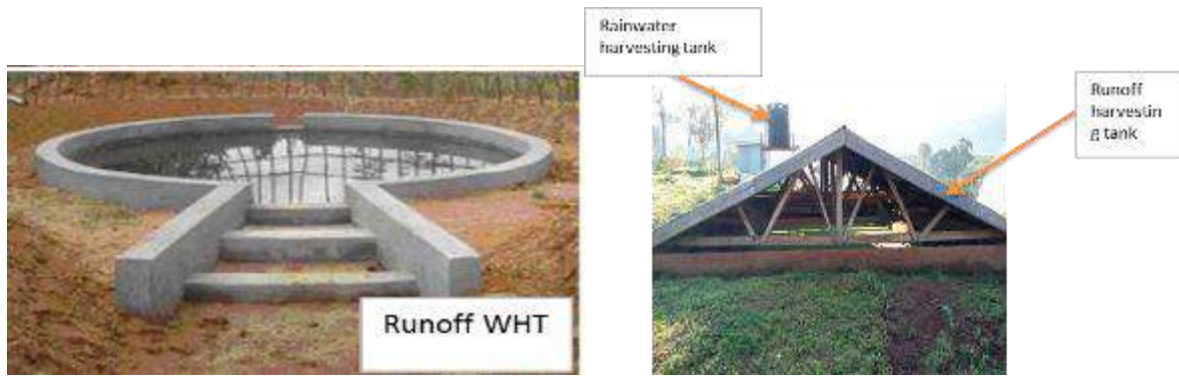 Rainwater
harvesting tank
Runoff
harvestin
g tank
Runoff WHT